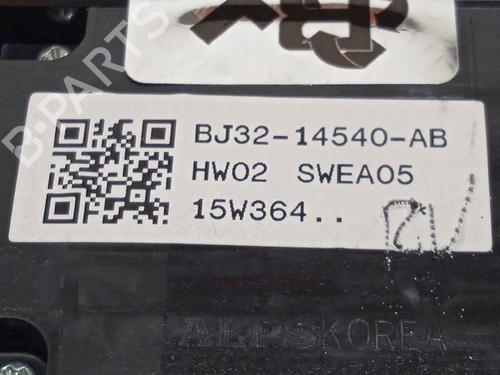 B-PARTS
BJ32-14540-AB
HW02 SWEA05
15W364..
ALPSKOREA